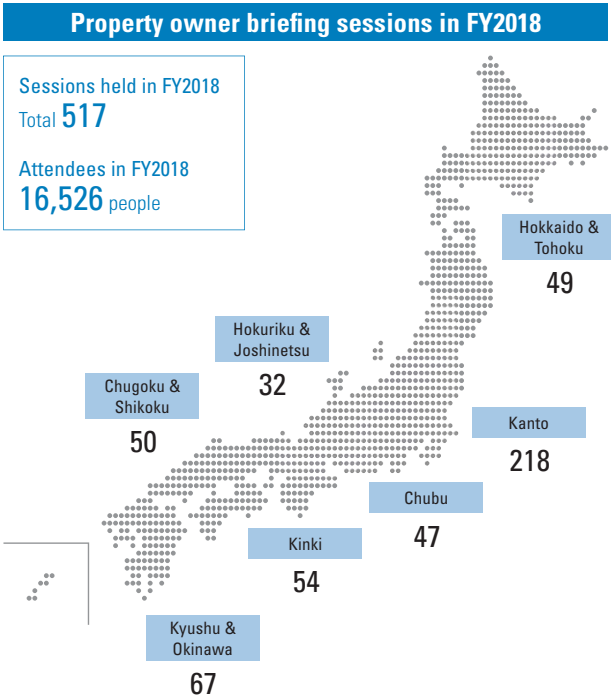 Property owner briefing sessions in FY2018
Sessions held in FY2018
Total 517
Attendees in FY2018
16,526 people
Hokkaido &
Tohoku
49
Hokuriku &
Joshinetsu
32
Chugoku &
Shikoku
50
Kanto
218
Chubu
47
Kinki
54
Kyushu &
Okinawa
67